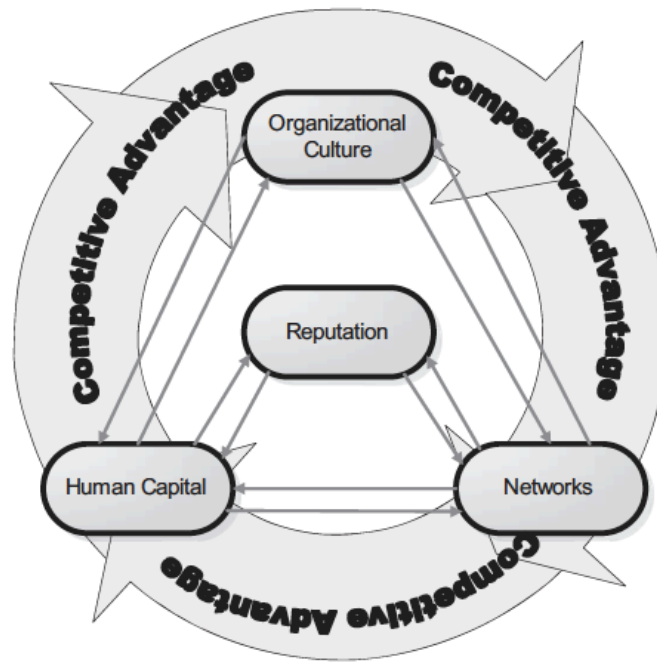 Competitive Advantage
Competitive Advantage
Organizational
Culture
Reputation
Human Capital
Networks
Competitive Advantage